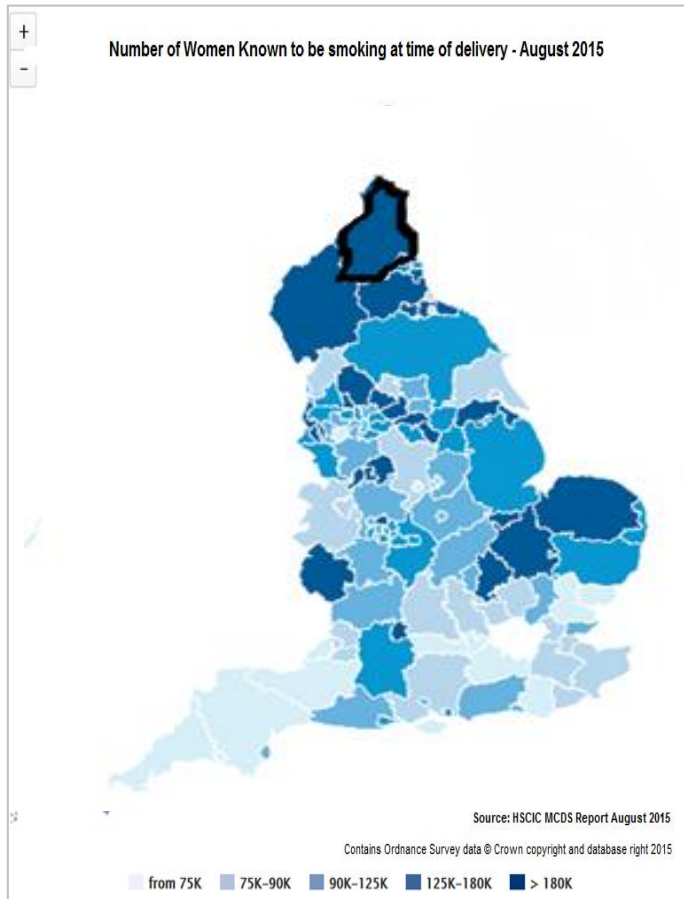 +
-
Number of Women Known to be smoking at time of delivery - August 2015
Source: HSCIC MCDS Report August 2015
Contains Ordnance Survey data © Crown copyright and database right 2015
from 75K 75K–90K 90K–125K 125K–180K > 180K